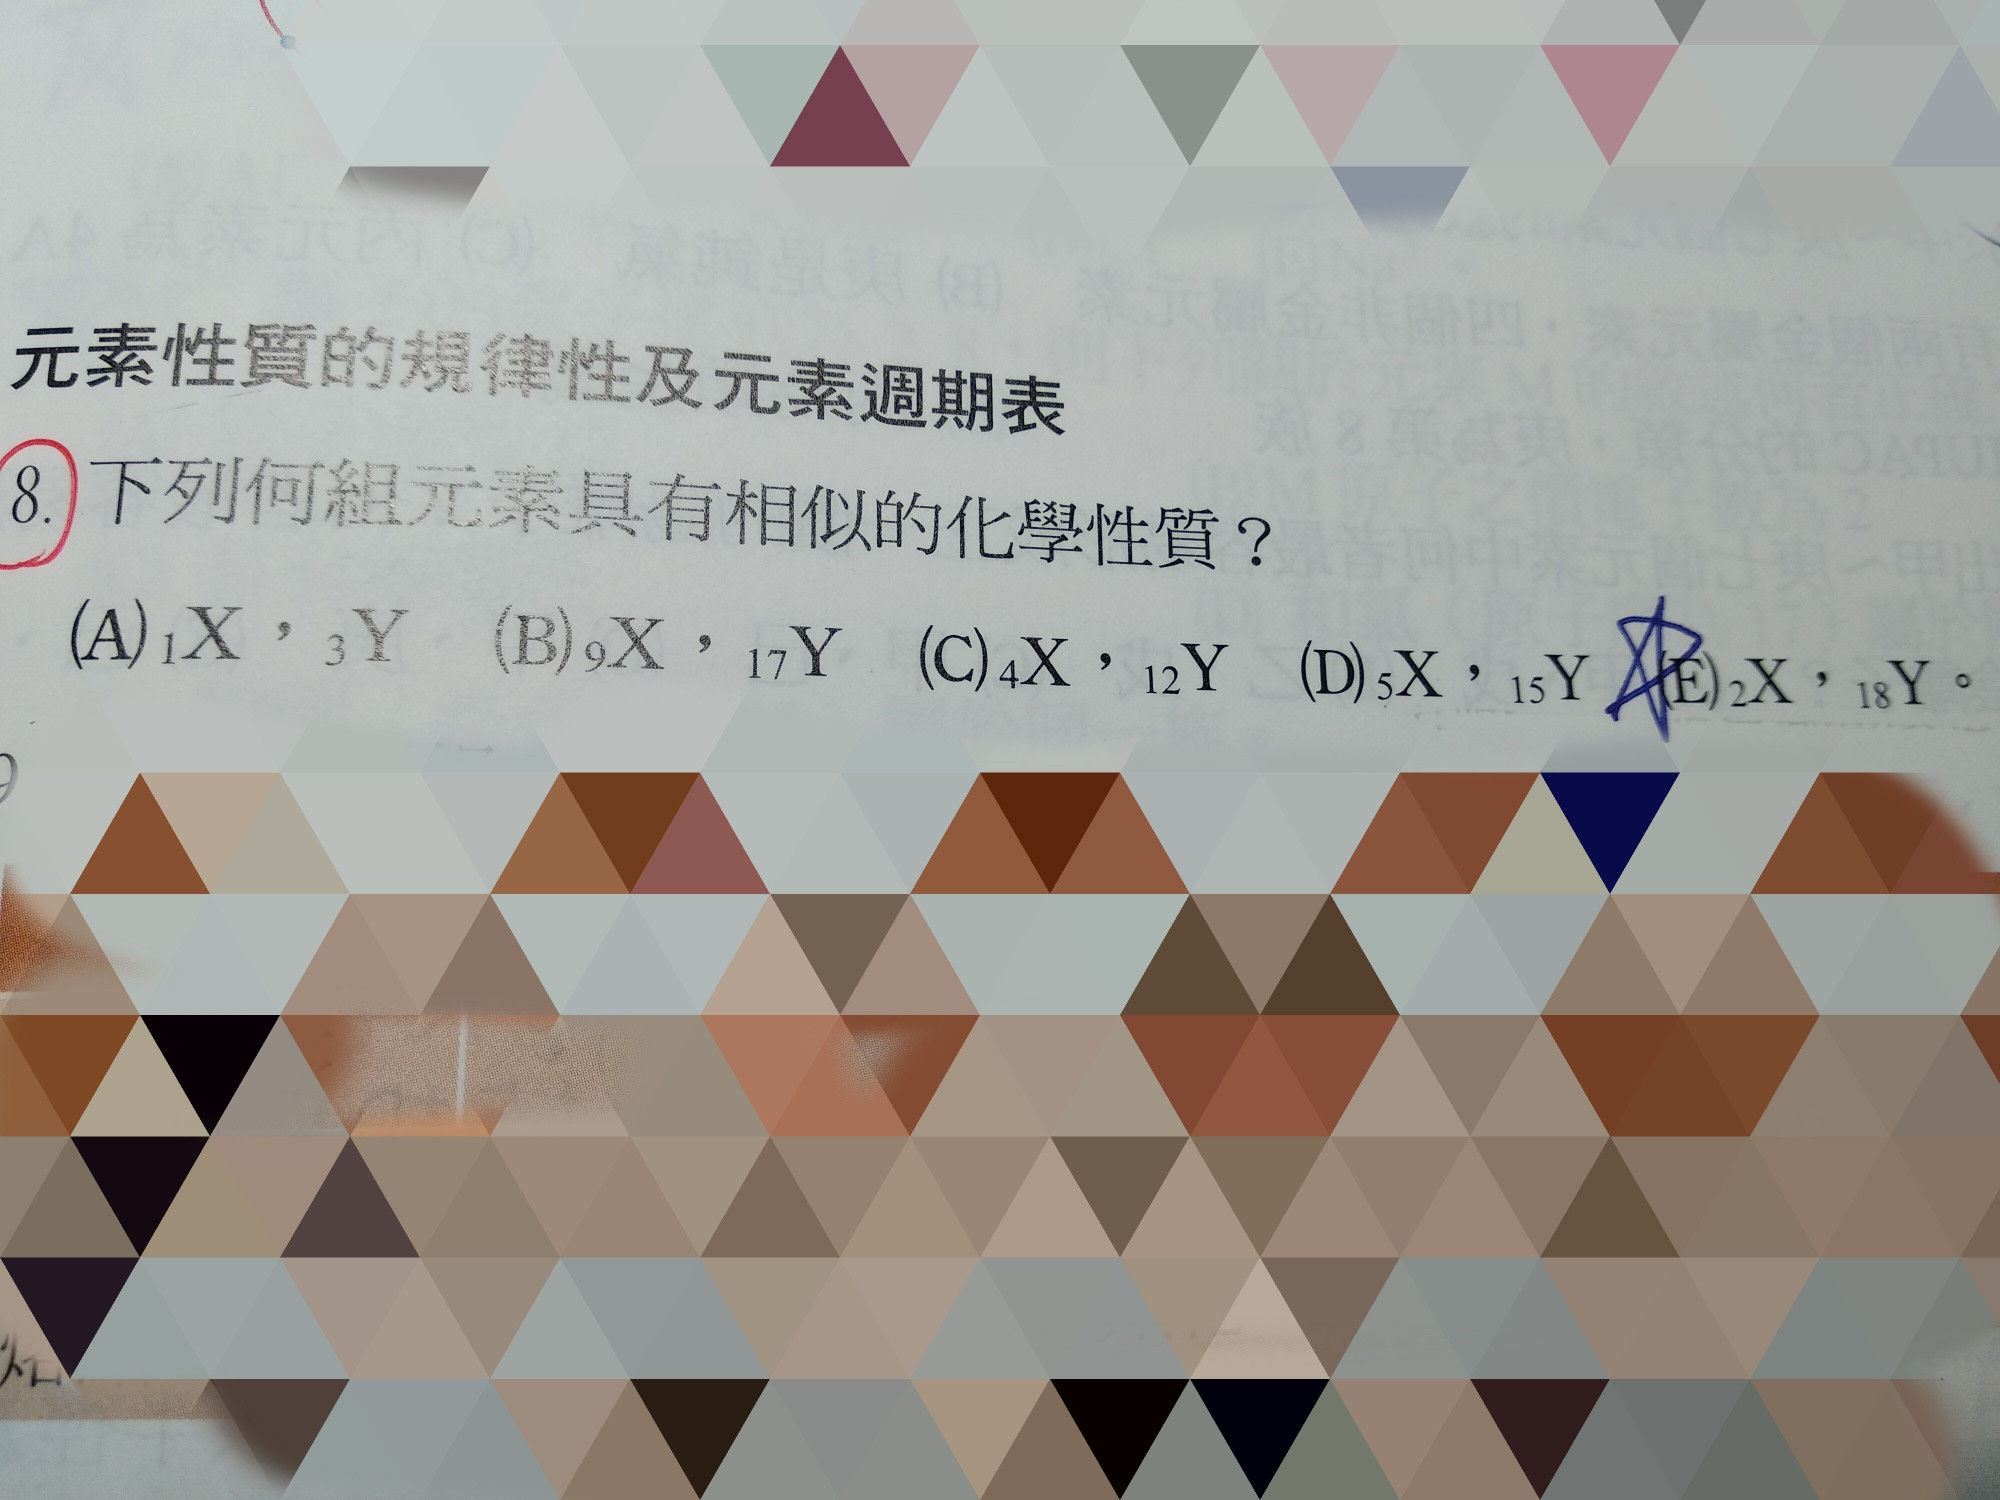 元素性質的規律性及元素週期表
8. 下列何組元素具有相似的化學性質？
(A) ₁X，₃Y (B) ₉X，₁₇Y (C) ₄X，₁₂Y (D) ₅X，₁₅Y (E) ₂X，₁₈Y。